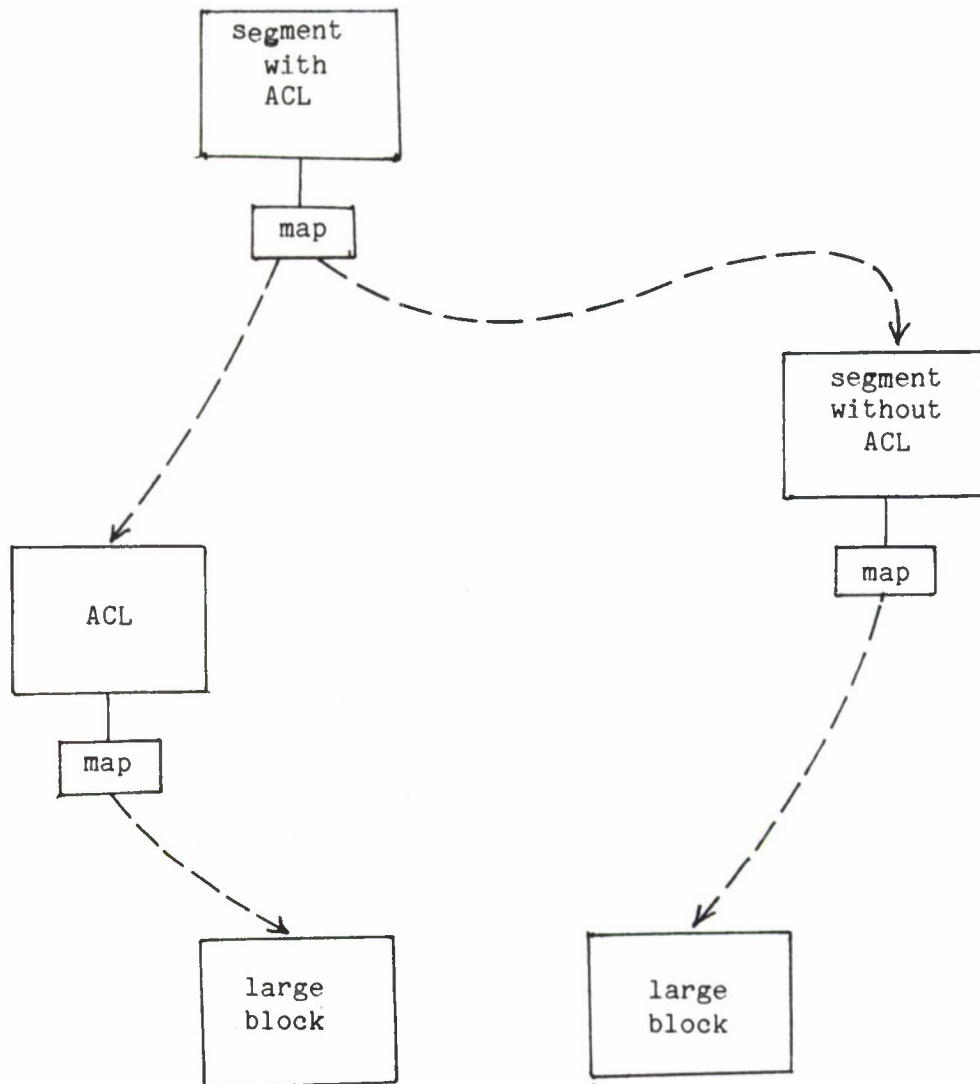 segment
with
ACL
map
segment
without
ACL
map
ACL
map
large
block
large
block